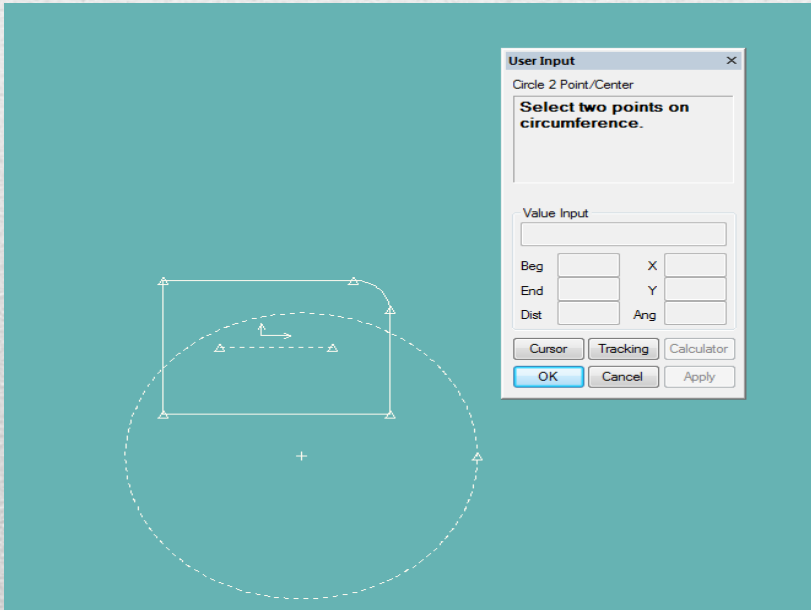 User Input
Circle 2 Point/Center
Select two points on
circumference.
Value Input
Beg X
End Y
Dist Ang
Cursor Tracking Calculator
OK Cancel Apply